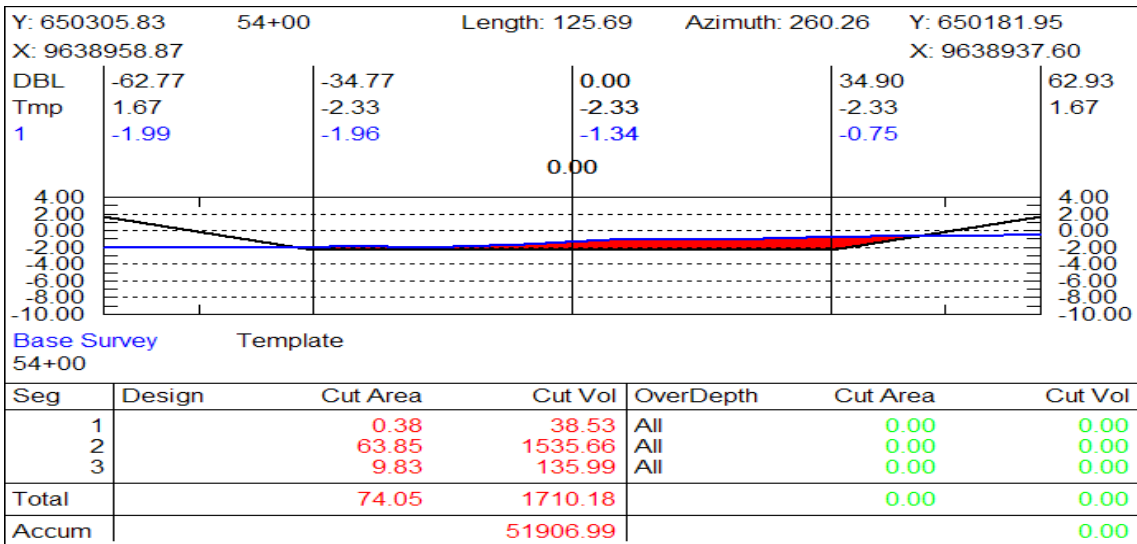 Y: 650305.83 54+00 Length: 125.69 Azimuth: 260.26 Y: 650181.95
X: 9638958.87 X: 9638937.60
DBL -62.77 -34.77 0.00 34.90 62.93
Tmp 1.67 -2.33 -2.33 -2.33 1.67
1 -1.99 -1.96 -1.34 -0.75
0.00
4.00 4.00
2.00 2.00
0.00 0.00
-2.00 -2.00
-4.00 -4.00
-6.00 -6.00
-8.00 -8.00
-10.00 -10.00
Base Survey Template
54+00
Seg Design Cut Area Cut Vol OverDepth Cut Area Cut Vol
1 0.38 38.53 All 0.00 0.00
2 63.85 1535.66 All 0.00 0.00
3 9.83 135.99 All 0.00 0.00
Total 74.05 1710.18 0.00 0.00
Accum 51906.99 0.00